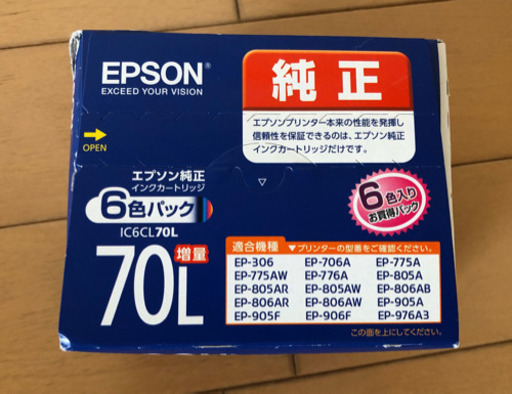 EPSON®
EXCEED YOUR VISION
純正
エプソンプリンター本来の性能を発揮し
信頼性を保証できるのは、エプソン純正
インクカートリッジだけです。
OPEN
エプソン純正
インクカートリッジ
6色パック
IC6CL70L
70L 増量
6色入り
お買得パック
適合機種 ▼プリンターの型番をご確認ください。
EP-306 EP-706A EP-775A
EP-775AW EP-776A EP-805A
EP-805AR EP-805AW EP-806AB
EP-806AR EP-806AW EP-905A
EP-905F EP-906F EP-976A3
この面を上にしてください。